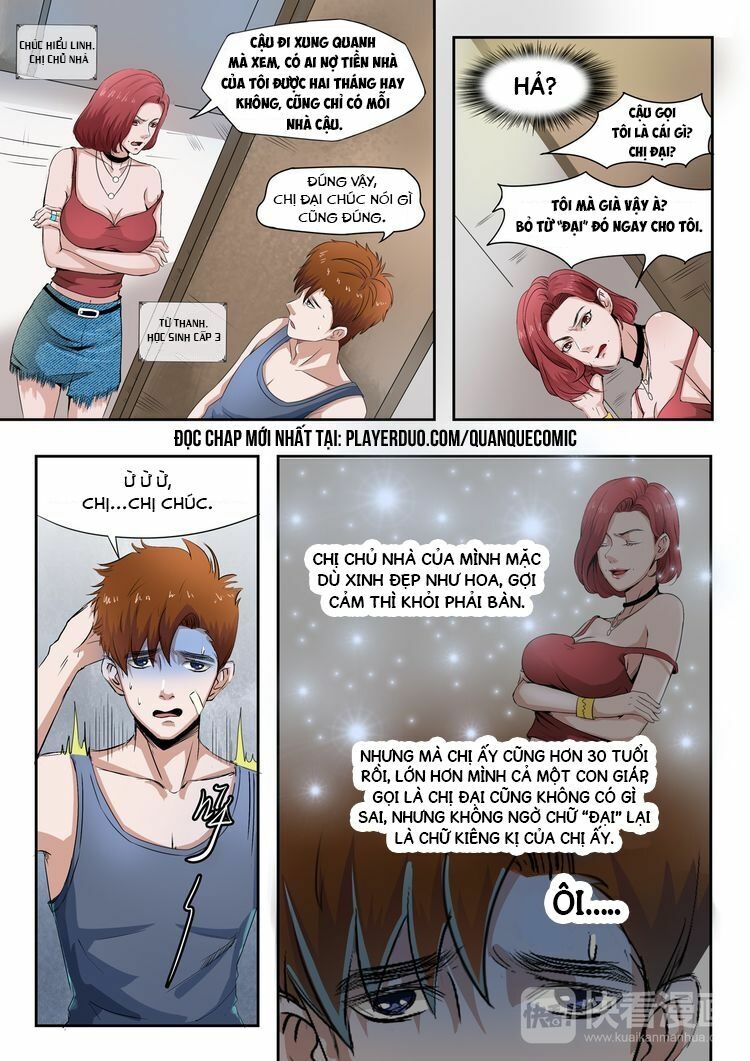 CHÚC HIỂU LINH.
CHỊ CHỦ NHÀ
CẬU ĐI XUNG QUANH
MÀ XEM, CÓ AI NỢ TIỀN NHÀ
CỦA TÔI ĐƯỢC HAI THÁNG HAY
KHÔNG, CŨNG CHỈ CÓ MỖI
NHÀ CẬU.
ĐÚNG VẬY,
CHỊ ĐẠI CHÚC NÓI GÌ
CŨNG ĐÚNG.
TỪ THANH.
HỌC SINH CẤP 3
HẢ?
CẬU GỌI
TÔI LÀ CÁI GÌ?
CHỊ ĐẠI?
TÔI MÀ GIÀ VẬY À?
BỎ TỪ "ĐẠI" ĐÓ NGAY CHO TÔI.
ĐỌC CHAP MỚI NHẤT TẠI: PLAYERDUO.COM/QUANQUECOMIC
Ừ Ừ Ừ,
CHỊ...CHỊ CHÚC.
CHỊ CHỦ NHÀ CỦA MÌNH MẶC
DÙ XINH ĐẸP NHƯ HOA, GỢI
CẢM THÌ KHỎI PHẢI BÀN.
NHƯNG MÀ CHỊ ẤY CŨNG HƠN 30 TUỔI
RỒI, LỚN HƠN MÌNH CẢ MỘT CON GIÁP,
GỌI LÀ CHỊ ĐẠI CŨNG KHÔNG CÓ GÌ
SAI, NHƯNG KHÔNG NGỜ CHỮ "ĐẠI" LẠI
LÀ CHỮ KIÊNG KỊ CỦA CHỊ ẤY.
ÔI.....
快看漫画
www.kuaikanmanhua.com